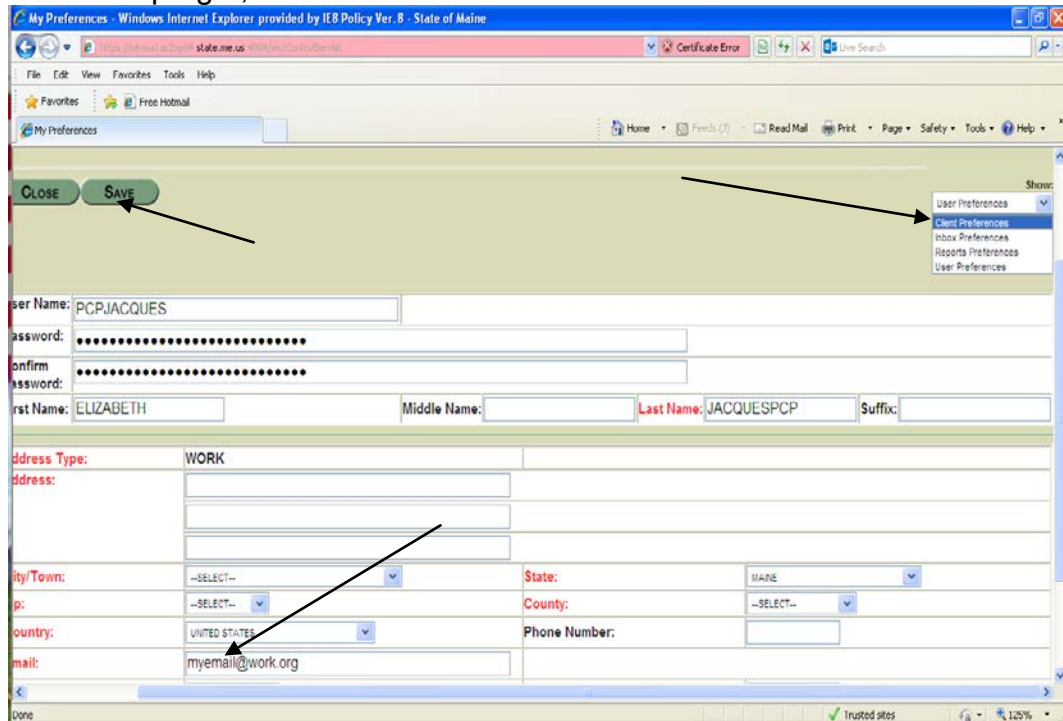 My Preferences - Windows Internet Explorer provided by IE8 Policy Ver. 8 - State of Maine
state.me.us
Certificate Error
Live Search
File Edit View Favorites Tools Help
Favorites Free Hotmail
My Preferences
Home Feeds (J) Read Mail Print Page Safety Tools Help
CLOSE SAVE
Show:
User Preferences
Client Preferences
Inbox Preferences
Reports Preferences
User Preferences
ser Name: PCPJACQUES
assword: ••••••••••••••••••••••••••••
onfirm
assword: ••••••••••••••••••••••••••••
rst Name: ELIZABETH Middle Name: Last Name: JACQUESPCP Suffix:
ddress Type: WORK
ddress:
ity/Town: --SELECT-- State: MAINE
p: --SELECT-- County: --SELECT--
ountry: UNITED STATES Phone Number:
mail: myemail@work.org
Done Trusted sites 125%